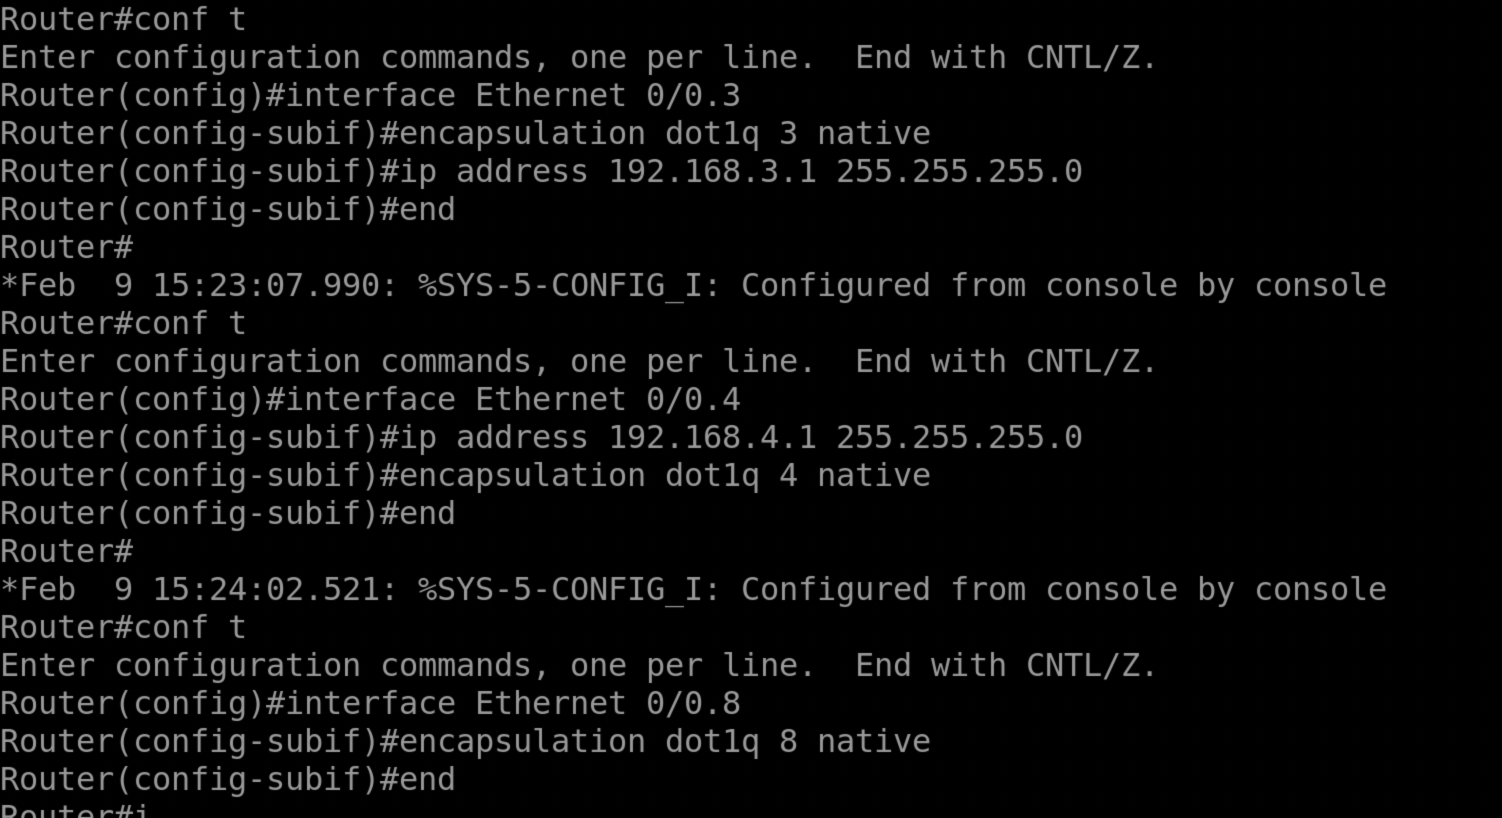 Router#conf t
Enter configuration commands, one per line.  End with CNTL/Z.
Router(config)#interface Ethernet 0/0.3
Router(config-subif)#encapsulation dot1q 3 native
Router(config-subif)#ip address 192.168.3.1 255.255.255.0
Router(config-subif)#end
Router#
*Feb  9 15:23:07.990: %SYS-5-CONFIG_I: Configured from console by console
Router#conf t
Enter configuration commands, one per line.  End with CNTL/Z.
Router(config)#interface Ethernet 0/0.4
Router(config-subif)#ip address 192.168.4.1 255.255.255.0
Router(config-subif)#encapsulation dot1q 4 native
Router(config-subif)#end
Router#
*Feb  9 15:24:02.521: %SYS-5-CONFIG_I: Configured from console by console
Router#conf t
Enter configuration commands, one per line.  End with CNTL/Z.
Router(config)#interface Ethernet 0/0.8
Router(config-subif)#encapsulation dot1q 8 native
Router(config-subif)#end
Router#i